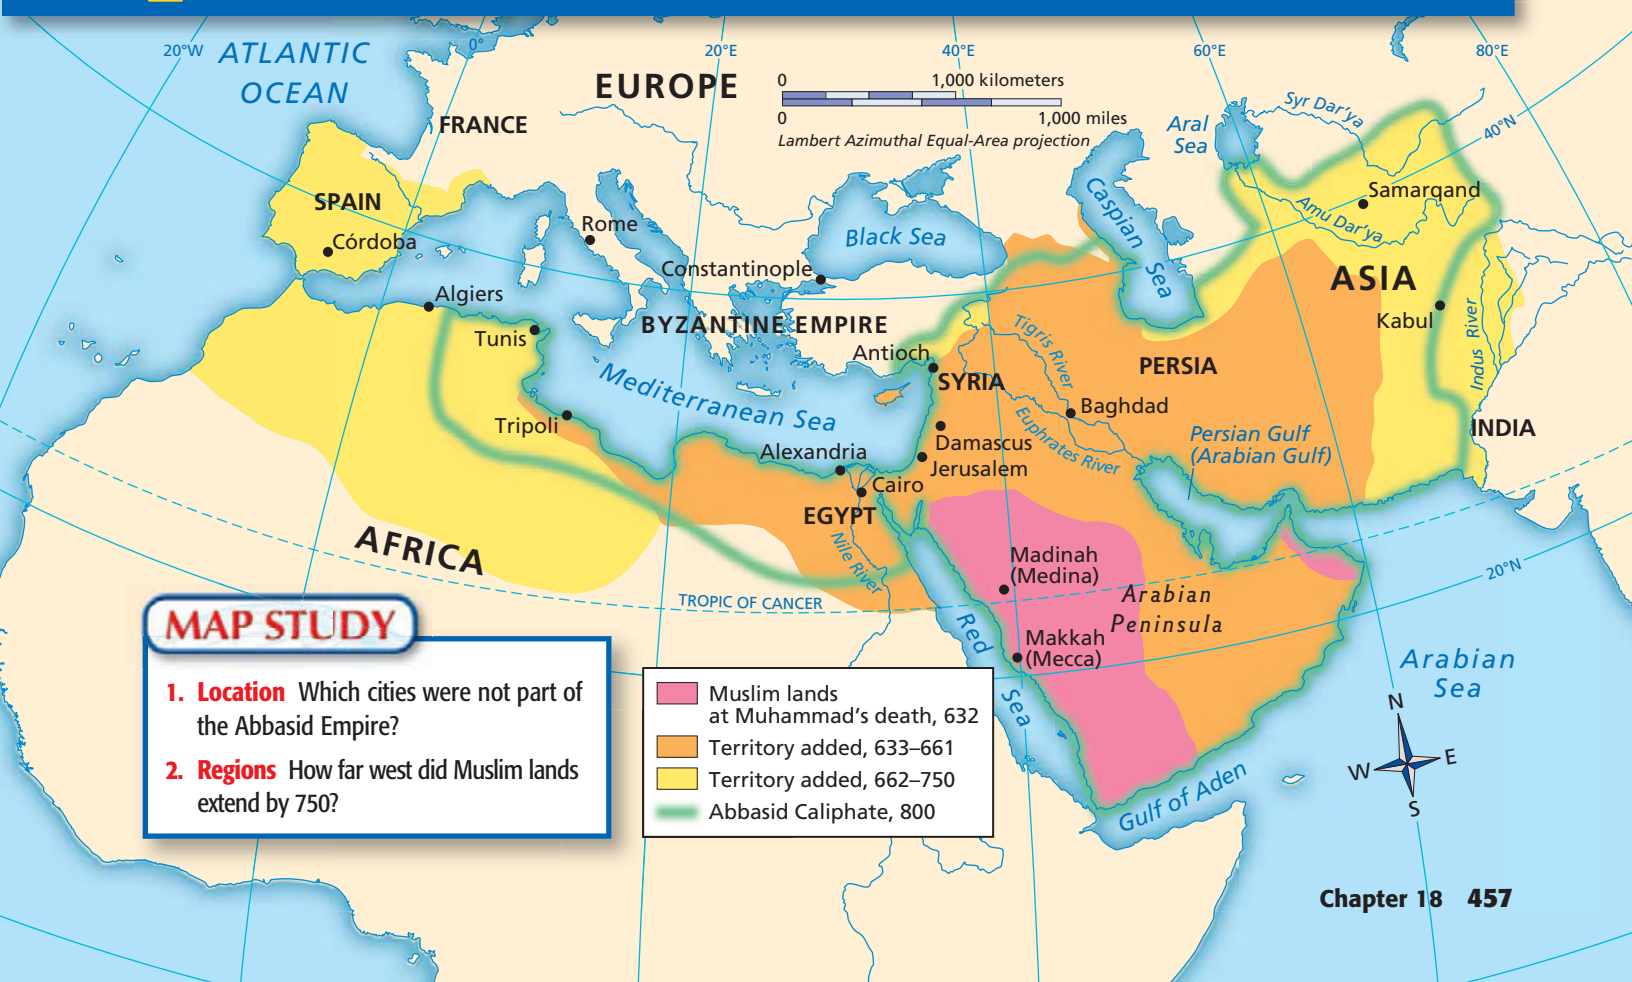 20°W
ATLANTIC
OCEAN
0°
20°E
40°E
60°E
80°E
EUROPE
0
1,000 kilometers
0
1,000 miles
Lambert Azimuthal Equal-Area projection
FRANCE
Aral
Sea
Syr Dar'ya
40°N
SPAIN
Córdoba
Rome
Black Sea
Caspian
Sea
Samarqand
Amu Dar'ya
Constantinople
ASIA
Algiers
Tunis
BYZANTINE EMPIRE
Antioch
Tigris River
Kabul
Indus River
PERSIA
SYRIA
Mediterranean Sea
Baghdad
Tripoli
Euphrates River
Alexandria
Damascus
Jerusalem
Persian Gulf
(Arabian Gulf)
INDIA
Cairo
EGYPT
Nile River
AFRICA
Madinah
(Medina)
Arabian
Peninsula
20°N
TROPIC OF CANCER
Red
Sea
Makkah
(Mecca)
Arabian
Sea
Gulf of Aden
N
W
E
S
MAP STUDY
1. Location Which cities were not part of
the Abbasid Empire?
2. Regions How far west did Muslim lands
extend by 750?
Muslim lands
at Muhammad's death, 632
Territory added, 633–661
Territory added, 662–750
Abbasid Caliphate, 800
Chapter 18 457